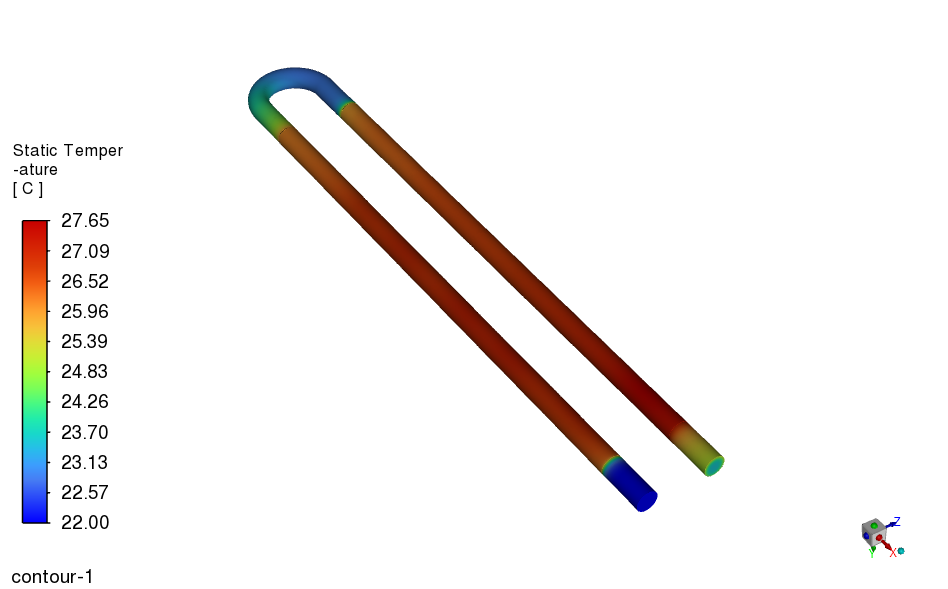 Static Temper
-ature
[ C ]
27.65
27.09
26.52
25.96
25.39
24.83
24.26
23.70
23.13
22.57
22.00
contour-1
Z
Y
X